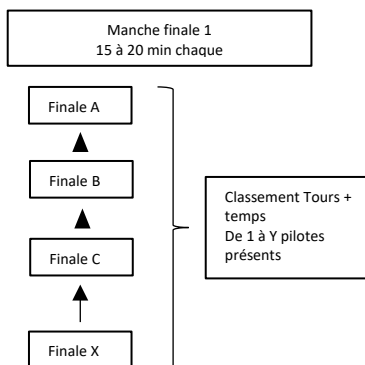 Manche finale 1
15 à 20 min chaque
Finale A
Finale B
Finale C
Finale X
Classement Tours +
temps
De 1 à Y pilotes
présents